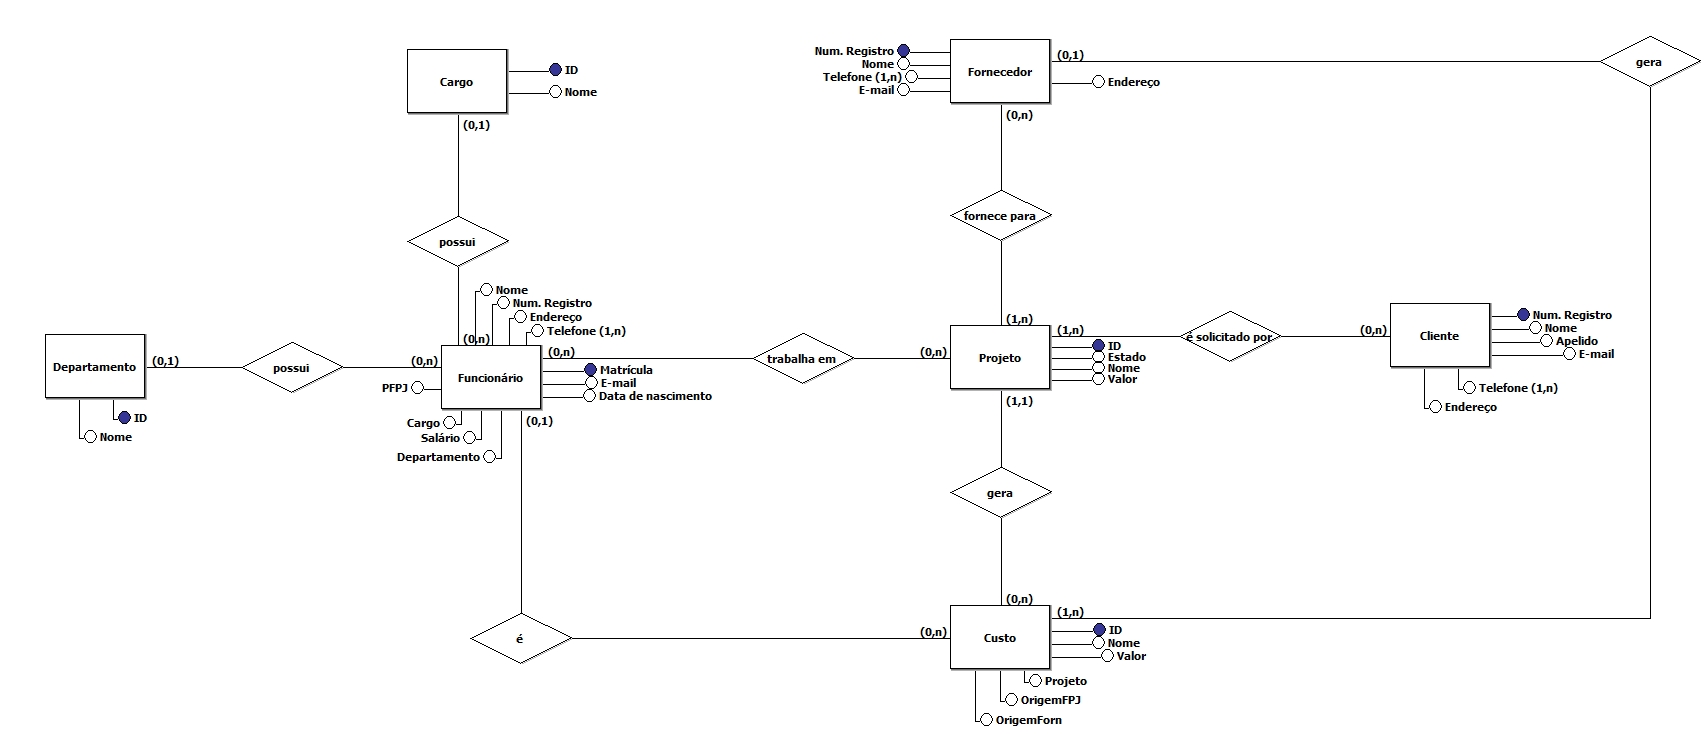 Cargo
ID
Nome
(0,1)
possui
Num. Registro
Nome
Telefone (1,n)
E-mail
Fornecedor
(0,1)
Endereço
(0,n)
gera
fornece para
Nome
Num. Registro
Endereço
Telefone (1,n)
(0,n)
Departamento
(0,1)
ID
Nome
possui
(0,n)
Funcionário
(0,n)
Matrícula
E-mail
Data de nascimento
PFPJ
Cargo
Salário
Departamento
(0,1)
trabalha em
(0,n)
(1,n)
Projeto
(1,n)
ID
Estado
Nome
Valor
(1,1)
é solicitado por
(0,n)
Cliente
Num. Registro
Nome
Apelido
E-mail
Telefone (1,n)
Endereço
gera
é
(0,n)
(0,n)
Custo
(1,n)
ID
Nome
Valor
Projeto
OrigemFPJ
OrigemForn